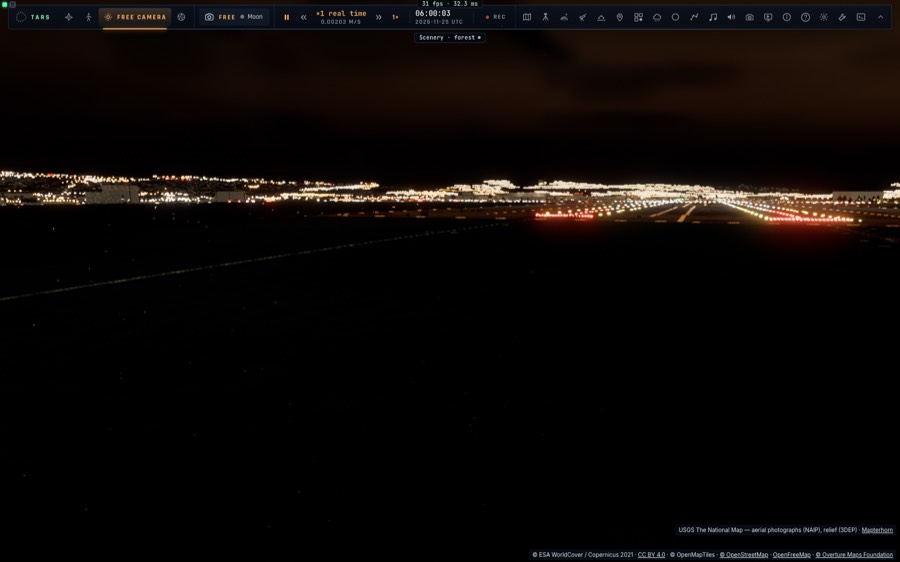 31 fps · 32.3 ms
TARS
FREE CAMERA
FREE Moon
×1 real time
0.00203 M/S
1×
06:00:03
2026-11-29 UTC
REC
Scenery · forest
USGS The National Map — aerial photographs (NAIP), relief (3DEP) · Mapterhorn
© ESA WorldCover / Copernicus 2021 · CC BY 4.0 · © OpenMapTiles · © OpenStreetMap · OpenFreeMap · © Overture Maps Foundation